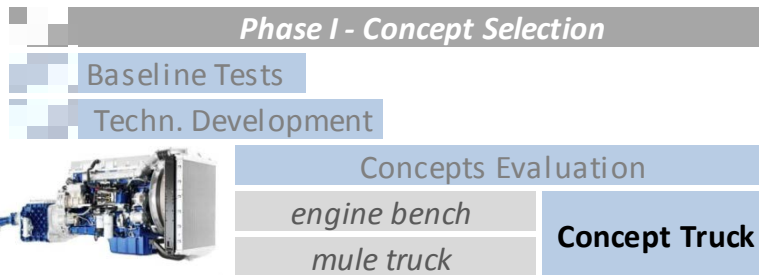 Phase I - Concept Selection
Baseline Tests
Techn. Development
Concepts Evaluation
engine bench
mule truck
Concept Truck